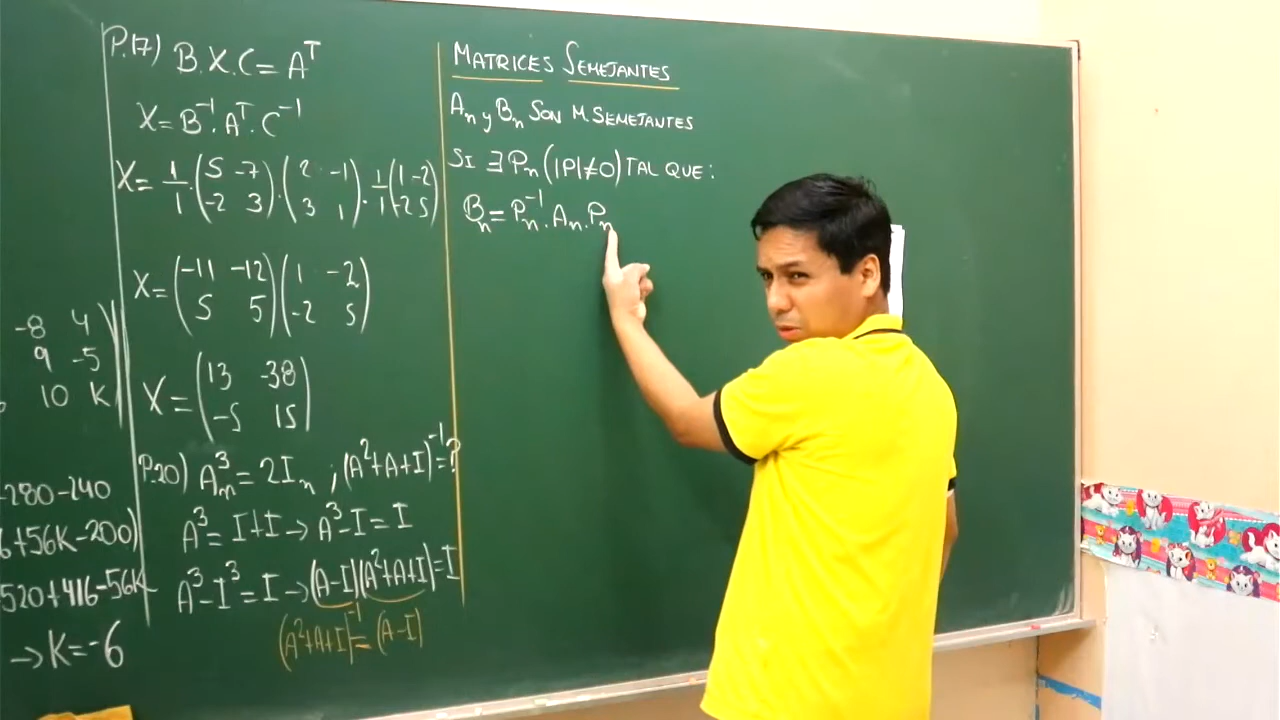 -8 4
9 -5
10 K
-280-240
6+56K-200)
520+416-56K
→K=-6
P.17) B.X.C=Aᵀ
X=B⁻¹.Aᵀ.C⁻¹
X=1/1.(5 -7).(2 -1).1/1(1 -2)
(-2 3) (3 1) (-2 5)
X=(-11 -12)(1 -2)
(5 5)(-2 5)
X=(13 -38)
(-5 15)
P.20) A³ₙ=2Iₙ ; (A²+A+I)⁻¹=?
A³=I+I→A³-I=I
A³-I³=I→(A-I)(A²+A+I)=I
(A²+A+I)⁻¹=(A-I)
MATRICES SEMEJANTES
Aₙ y Bₙ SON M.SEMEJANTES
SI ∃Pₙ(|P|≠0) TAL QUE:
Bₙ=Pₙ⁻¹.Aₙ.Pₙ